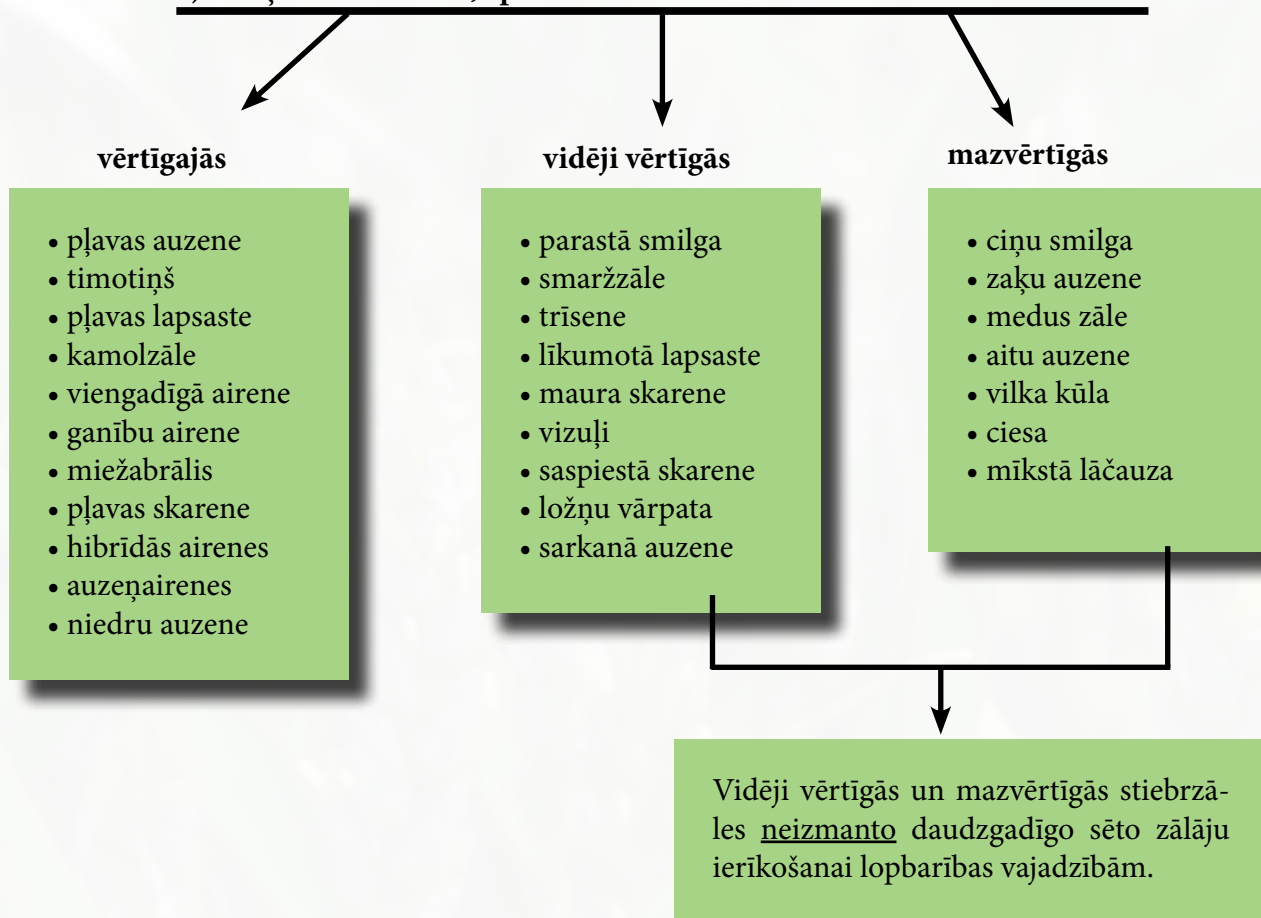 vērtīgajās
• pļavas auzene
• timotiņš
• pļavas lapsaste
• kamolzāle
• viengadīgā airene
• ganību airene
• miežabrālis
• pļavas skarene
• hibrīdās airenes
• auzeņairenes
• niedru auzene
vidēji vērtīgās
• parastā smilga
• smaržzāle
• trīsene
• līkumotā lapsaste
• maura skarene
• vizuļi
• saspiestā skarene
• ložņu vārpata
• sarkanā auzene
mazvērtīgās
• ciņu smilga
• zaķu auzene
• medus zāle
• aitu auzene
• vilka kūla
• ciesa
• mīkstā lāčauza
Vidēji vērtīgās un mazvērtīgās stiebrzā-
les neizmanto daudzgadīgo sēto zālāju
ierīkošanai lopbarības vajadzībām.